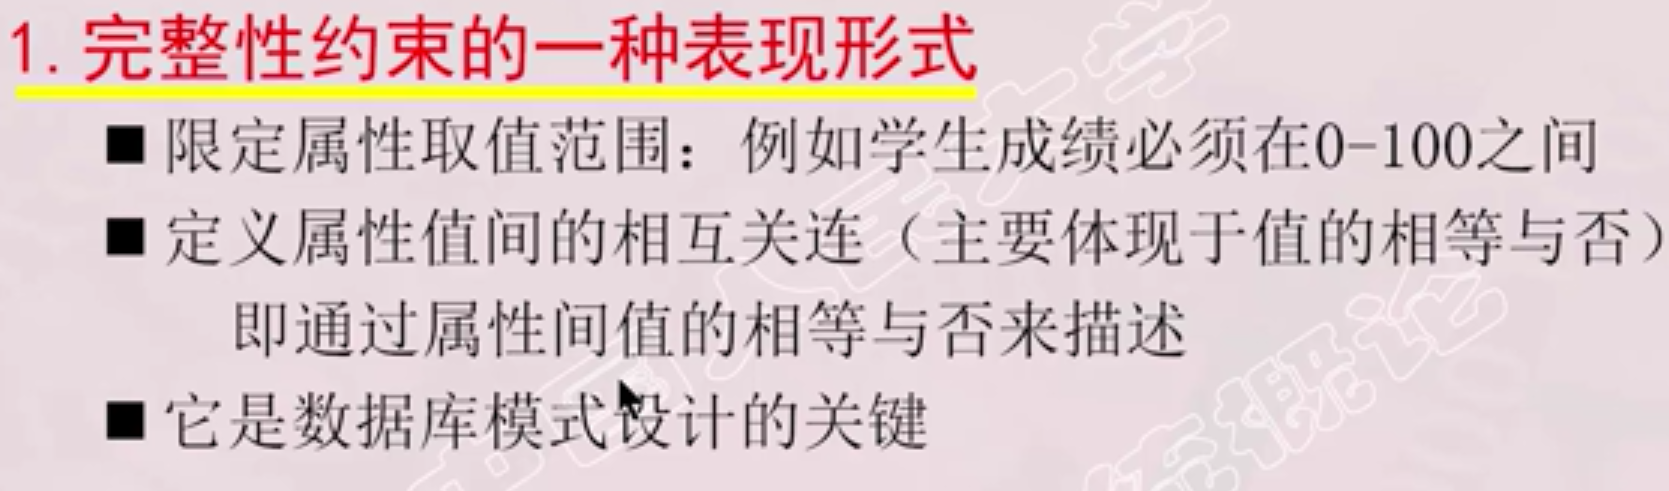 1.完整性约束的一种表现形式
■ 限定属性取值范围：例如学生成绩必须在0-100之间
■ 定义属性值间的相互关连（主要体现于值的相等与否）
即通过属性间值的相等与否来描述
■ 它是数据库模式设计的关键